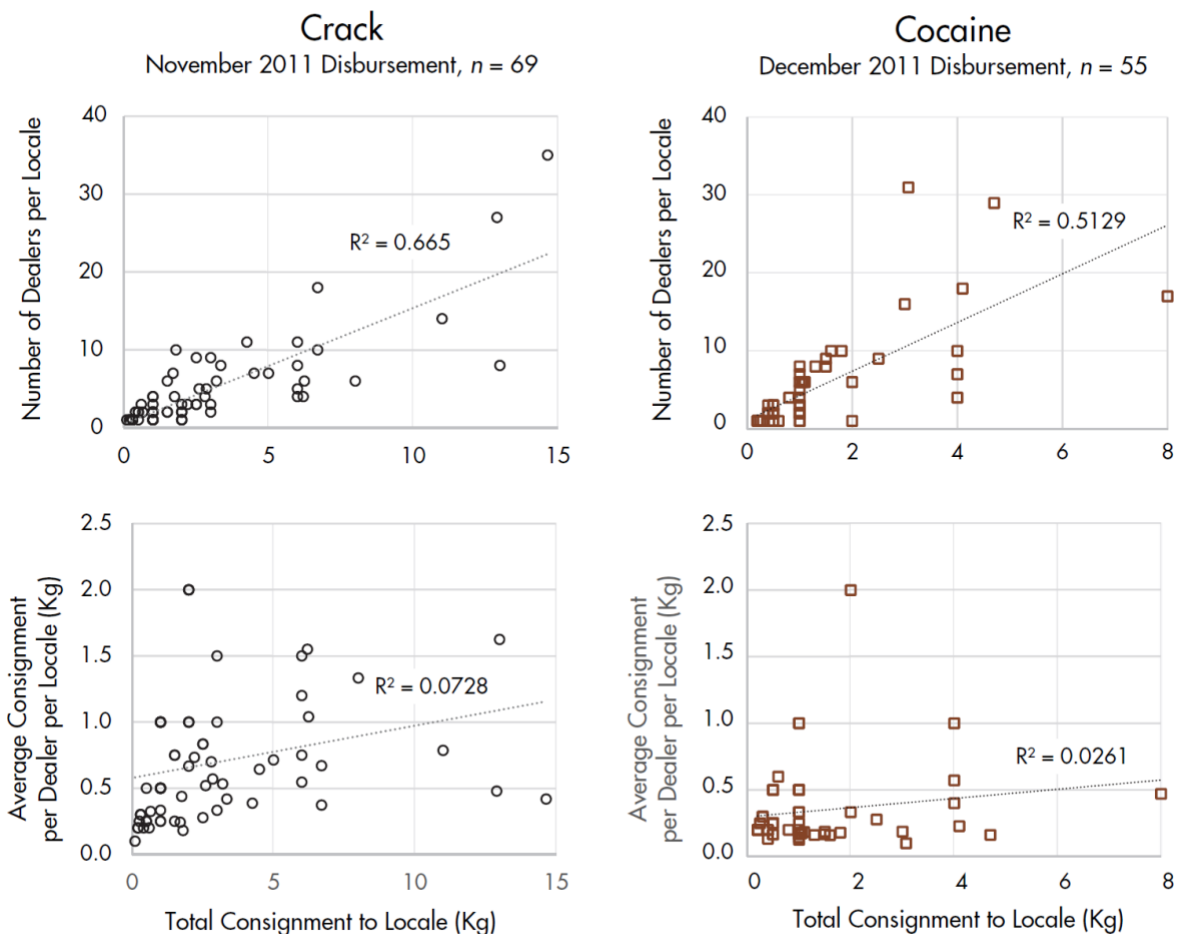 Crack
November 2011 Disbursement, n = 69
Number of Dealers per Locale
40
30
20
10
0
R² = 0.665
0 5 10 15
Cocaine
December 2011 Disbursement, n = 55
Number of Dealers per Locale
40
30
20
10
0
R² = 0.5129
0 2 4 6 8
Average Consignment
per Dealer per Locale (Kg)
2.5
2.0
1.5
1.0
0.5
0.0
R² = 0.0728
0 5 10 15
Total Consignment to Locale (Kg)
Average Consignment
per Dealer per Locale (Kg)
2.5
2.0
1.5
1.0
0.5
0.0
R² = 0.0261
0 2 4 6 8
Total Consignment to Locale (Kg)